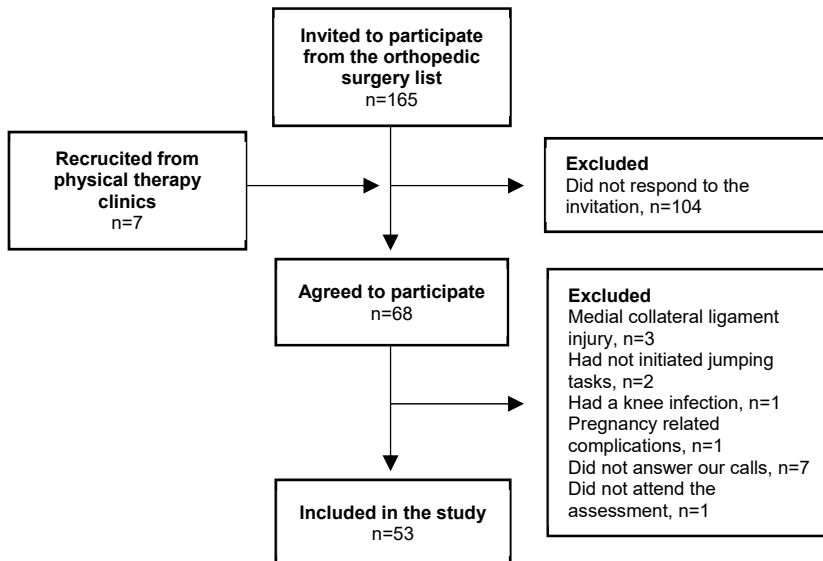 Invited to participate
from the orthopedic
surgery list
n=165
Recrucited from
physical therapy
clinics
n=7
Excluded
Did not respond to the
invitation, n=104
Agreed to participate
n=68
Excluded
Medial collateral ligament
injury, n=3
Had not initiated jumping
tasks, n=2
Had a knee infection, n=1
Pregnancy related
complications, n=1
Did not answer our calls, n=7
Did not attend the
assessment, n=1
Included in the study
n=53